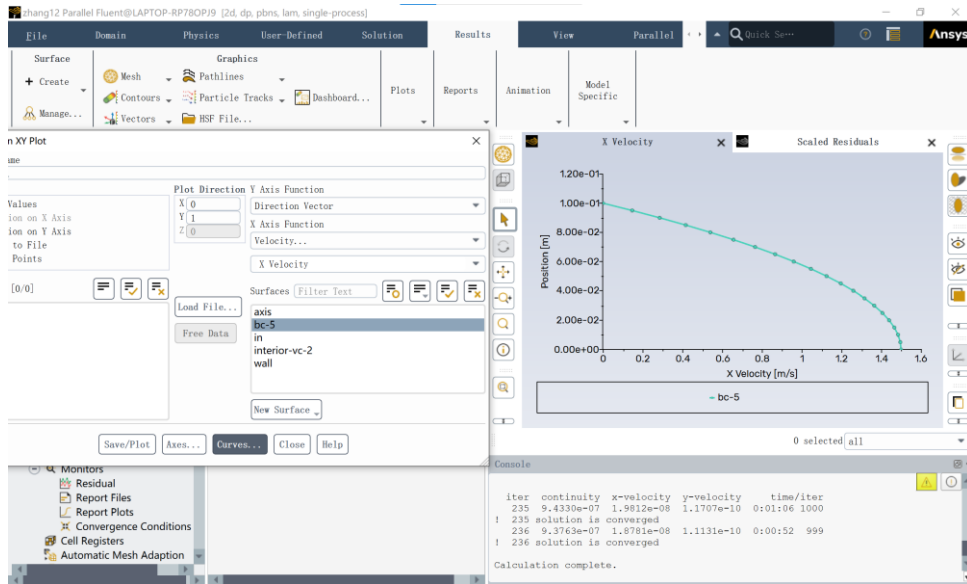 zhang12 Parallel Fluent@LAPTOP-RP78OPJ9 [2d, dp, pbns, lam, single-process]
File Domain Physics User-Defined Solution Results View Parallel Quick Se··· Ansys
Surface Graphics
+ Create Mesh Pathlines
Contours Particle Tracks Dashboard... Plots Reports Animation Model Specific
Manage... Vectors HSF File...
n XY Plot
ume
Values
ion on X Axis
ion on Y Axis
to File
Points
[0/0]
Plot Direction
X 0
Y 1
Z 0
Load File...
Free Data
Y Axis Function
Direction Vector
X Axis Function
Velocity...
X Velocity
Surfaces Filter Text
axis
bc-5
in
interior-vc-2
wall
New Surface
Save/Plot Axes... Curves... Close Help
X Velocity Scaled Residuals
1.20e-01
1.00e-01
8.00e-02
6.00e-02
4.00e-02
2.00e-02
0.00e+00
Position [m]
0 0.2 0.4 0.6 0.8 1 1.2 1.4 1.6
X Velocity [m/s]
bc-5
0 selected all
Monitors
Residual
Report Files
Report Plots
Convergence Conditions
Cell Registers
Automatic Mesh Adaption
Console
iter continuity x-velocity y-velocity time/iter
235 9.4330e-07 1.9812e-08 1.1707e-10 0:01:06 1000
! 235 solution is converged
236 9.3763e-07 1.8781e-08 1.1131e-10 0:00:52 999
! 236 solution is converged
Calculation complete.